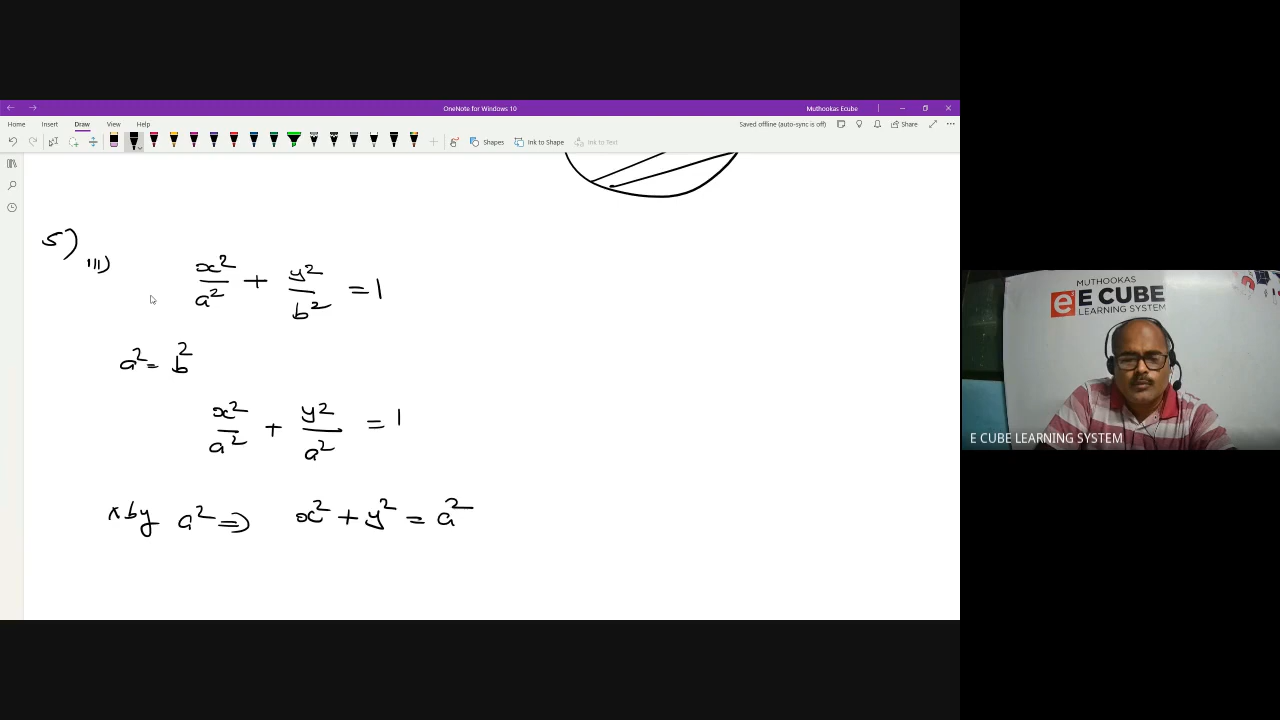 OneNote for Windows 10
Muthookas Ecube
Home Insert Draw View Help
Saved offline (auto-sync is off) Share
Shapes Ink to Shape Ink to Text
5)
iii) x²/a² + y²/b² = 1
a² = b²
x²/a² + y²/a² = 1
x by a² ⇒ x² + y² = a²
MUTHOOKAS
e³ E CUBE
LEARNING SYSTEM
E CUBE LEARNING SYSTEM